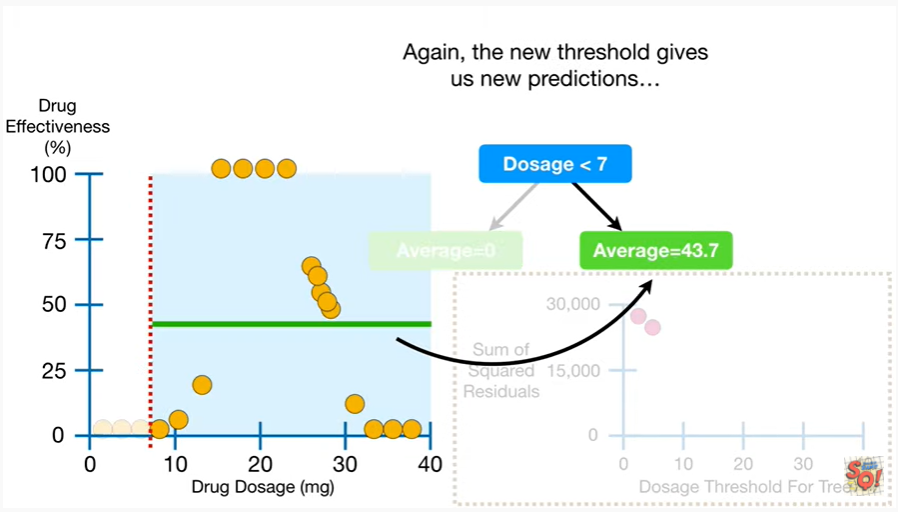 Again, the new threshold gives
us new predictions…
Drug
Effectiveness
(%)
100
75
50
25
0
0
10
20
30
40
Drug Dosage (mg)
Dosage < 7
Average=0
Average=43.7
30,000
15,000
0
Sum of
Squared
Residuals
0
10
20
30
Dosage Threshold For Tree
SQ!